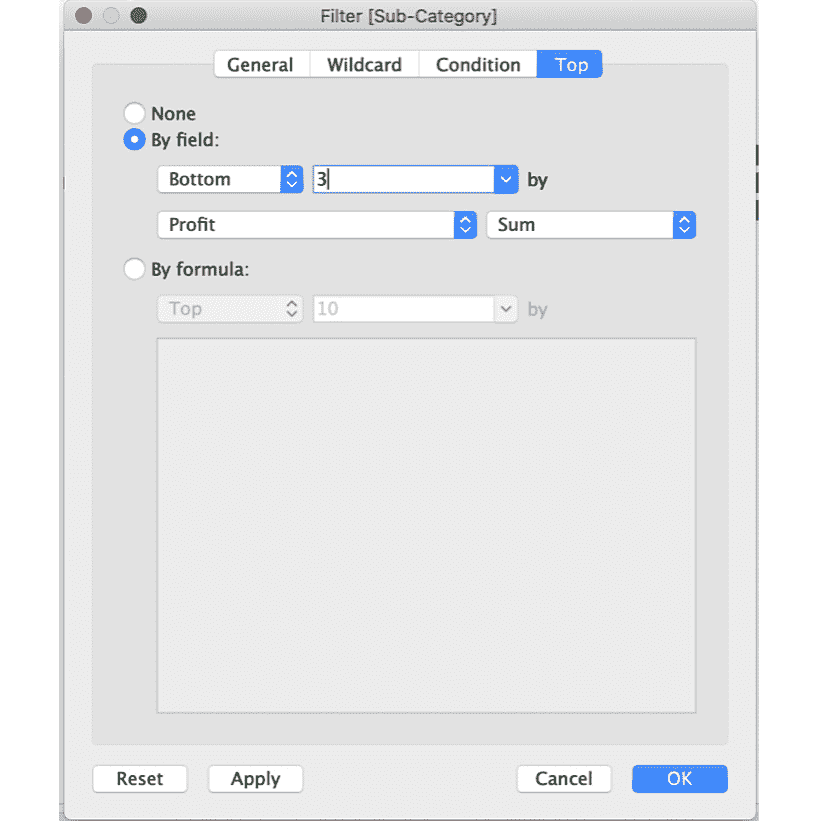 Filter [Sub-Category]
General Wildcard Condition Top
None
By field:
Bottom 3 by
Profit Sum
By formula:
Top 10 by
Reset Apply Cancel OK